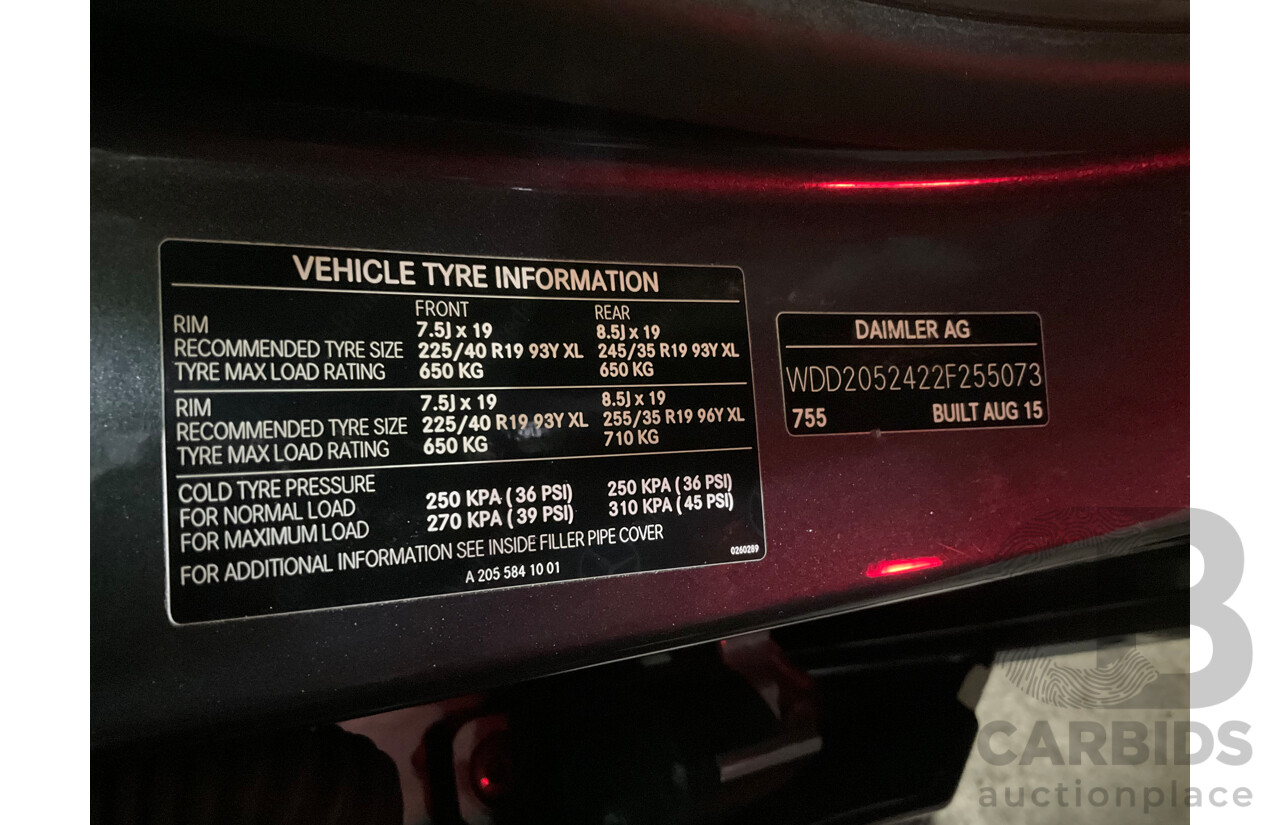 VEHICLE TYRE INFORMATION
FRONT REAR
RIM 7.5J x 19 8.5J x 19
RECOMMENDED TYRE SIZE 225/40 R19 93Y XL 245/35 R19 93Y XL
TYRE MAX LOAD RATING 650 KG 650 KG
RIM 7.5J x 19 8.5J x 19
RECOMMENDED TYRE SIZE 225/40 R19 93Y XL 255/35 R19 96Y XL
TYRE MAX LOAD RATING 650 KG 710 KG
COLD TYRE PRESSURE
FOR NORMAL LOAD 250 KPA (36 PSI) 250 KPA (36 PSI)
FOR MAXIMUM LOAD 270 KPA (39 PSI) 310 KPA (45 PSI)
FOR ADDITIONAL INFORMATION SEE INSIDE FILLER PIPE COVER
A 205 584 10 01 0260289
DAIMLER AG
WDD2052422F255073
755 BUILT AUG 15
CARBIDS
auctionplace